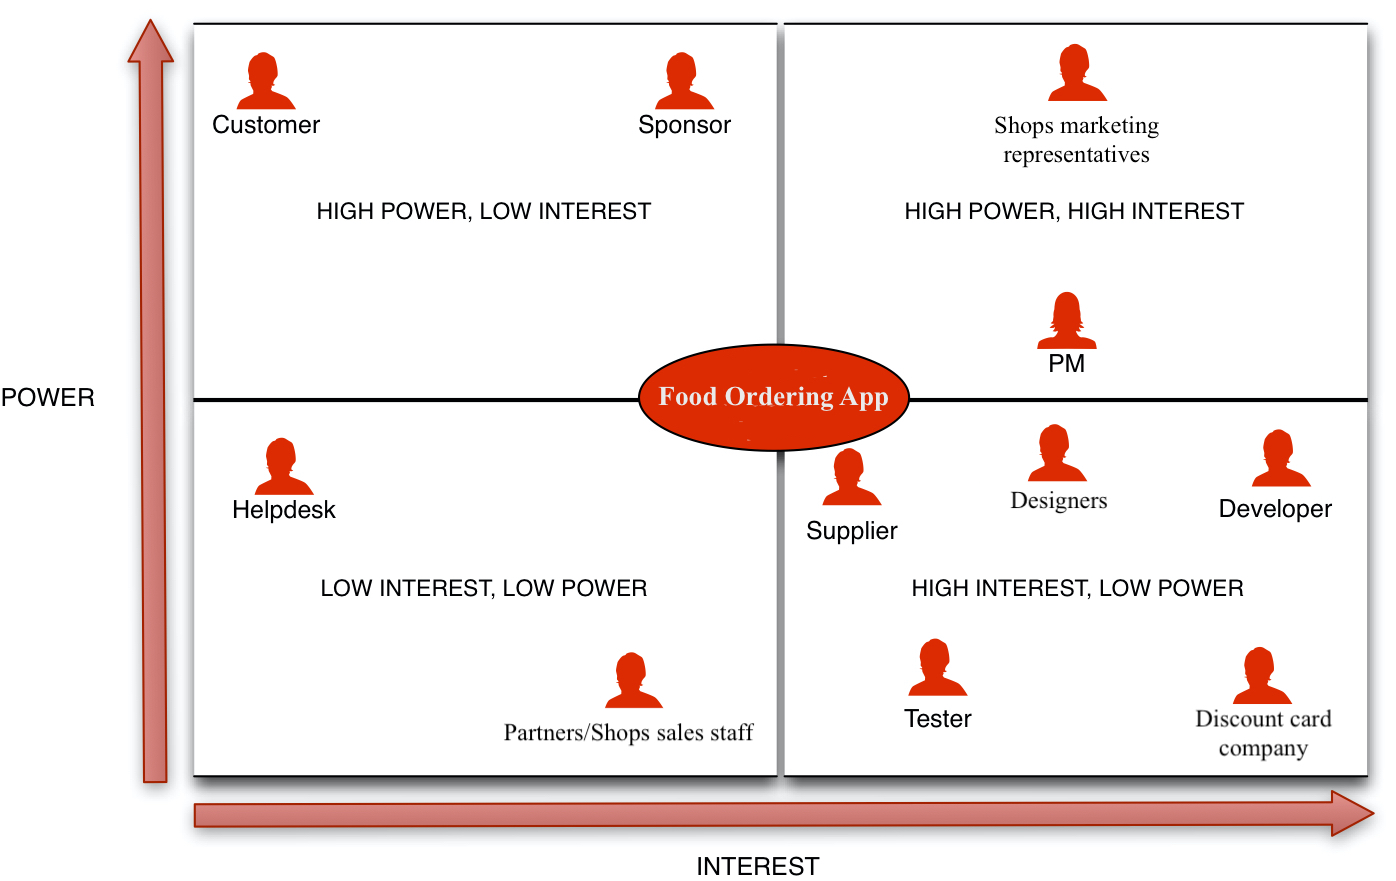 Customer
Sponsor
Shops marketing
representatives
HIGH POWER, LOW INTEREST
HIGH POWER, HIGH INTEREST
PM
POWER
Food Ordering App
Helpdesk
Supplier
Designers
Developer
LOW INTEREST, LOW POWER
HIGH INTEREST, LOW POWER
Partners/Shops sales staff
Tester
Discount card
company
INTEREST